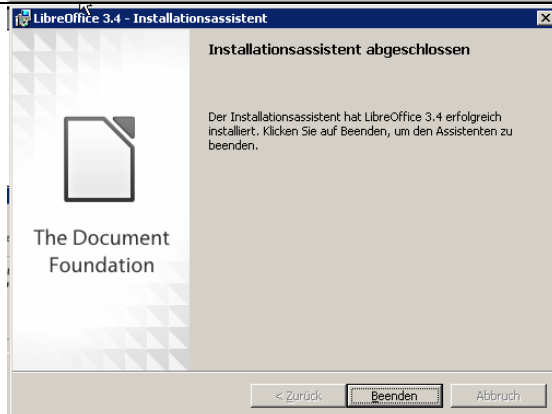 LibreOffice 3.4 - Installationsassistent
Installationsassistent abgeschlossen
Der Installationsassistent hat LibreOffice 3.4 erfolgreich
installiert. Klicken Sie auf Beenden, um den Assistenten zu
beenden.
The Document
Foundation
< Zurück
Beenden
Abbruch